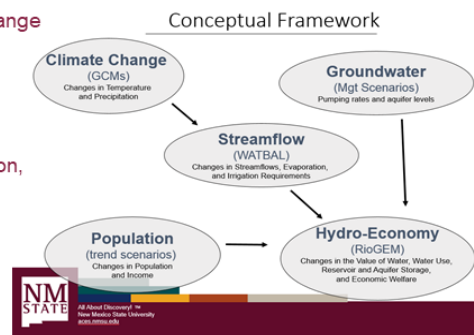 ange
Conceptual Framework
Climate Change
(GCMs)
Changes in Temperature
and Precipitation
Groundwater
(Mgt Scenarios)
Pumping rates and aquifer levels
Streamflow
(WATBAL)
Changes in Streamflows, Evaporation,
and Irrigation Requirements
on,
Population
(trend scenarios)
Changes in Population
and Income
Hydro-Economy
(RioGEM)
Changes in the Value of Water, Water Use,
Reservoir and Aquifer Storage,
and Economic Welfare
NM
STATE
All About Discovery! ™
New Mexico State University
aces.nmsu.edu